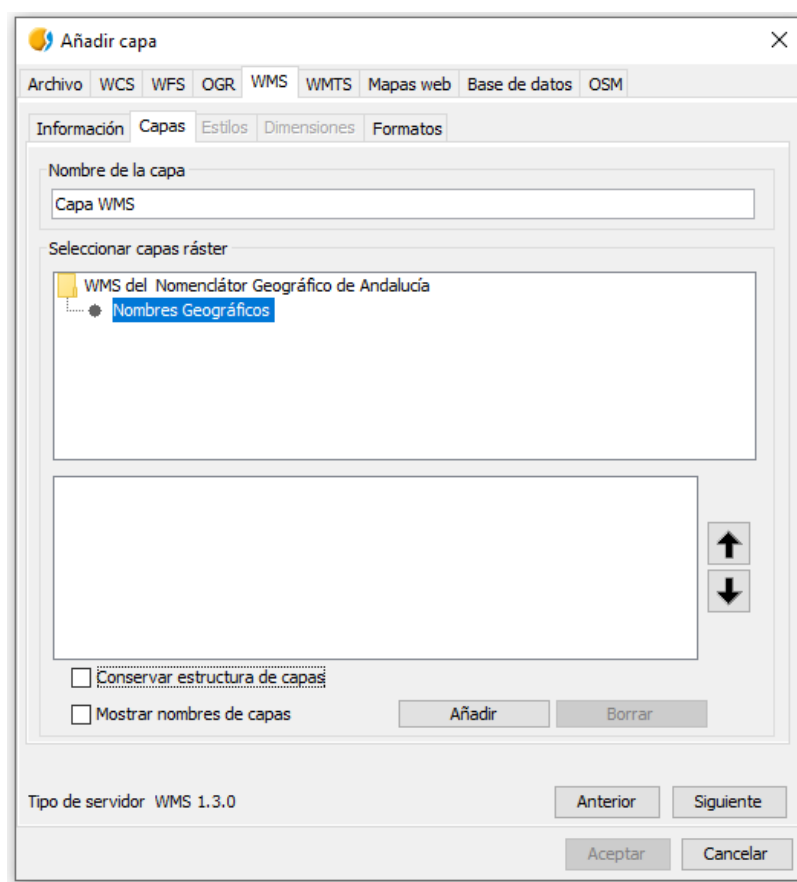 Añadir capa
Archivo WCS WFS OGR WMS WMTS Mapas web Base de datos OSM
Información Capas Estilos Dimensiones Formatos
Nombre de la capa
Capa WMS
Seleccionar capas ráster
WMS del Nomenclátor Geográfico de Andalucía
Nombres Geográficos
Conservar estructura de capas
Mostrar nombres de capas Añadir Borrar
Tipo de servidor WMS 1.3.0 Anterior Siguiente
Aceptar Cancelar